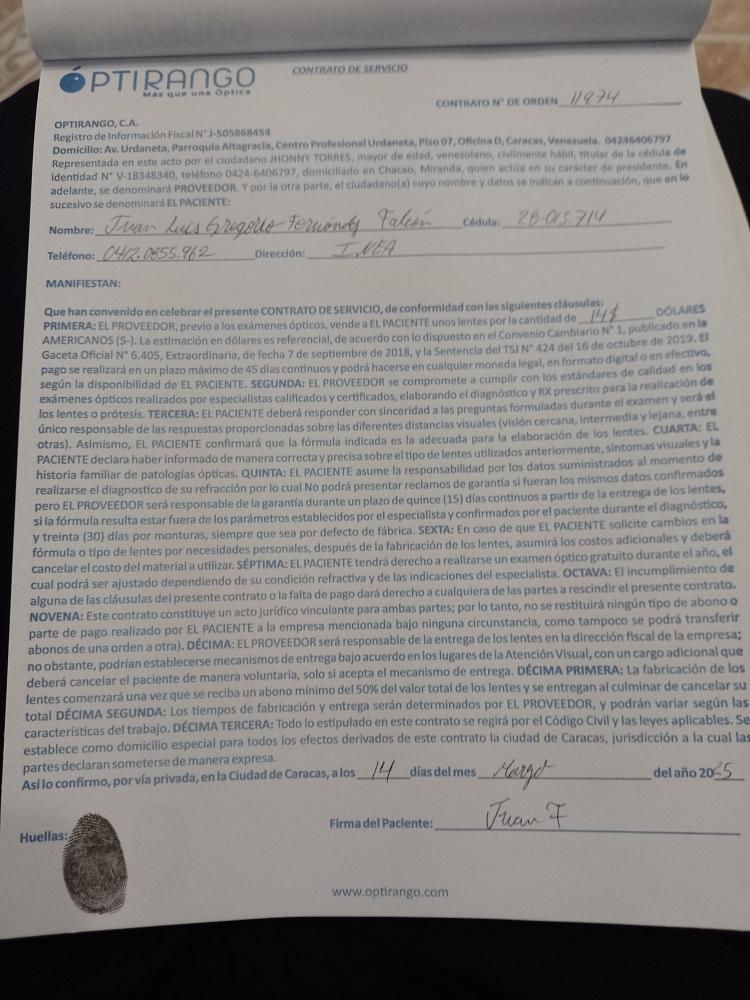 OPTIRANGO
Más que una Óptica
CONTRATO DE SERVICIO
CONTRATO N° DE ORDEN 11974
OPTIRANGO, C.A.
Registro de Información Fiscal N° J-505868454
Domicilio: Av. Urdaneta, Parroquia Altagracia, Centro Profesional Urdaneta, Piso 07, Oficina D, Caracas, Venezuela. 04246406797
Representada en este acto por el ciudadano JHONNY TORRES, mayor de edad, venezolano, civilmente hábil, titular de la cédula de
identidad N° V-18348340, teléfono 0424-6406797, domiciliado en Chacao, Miranda, quien actúa en su carácter de presidente. En
adelante, se denominará PROVEEDOR. Y por la otra parte, el ciudadano(a) cuyo nombre y datos se indican a continuación, que en lo
sucesivo se denominará EL PACIENTE:
Nombre: Juan Luis Gregorio Fernández Falcón Cédula: 28.015.714
Teléfono: 0412.0855.962 Dirección: INEA
MANIFIESTAN:
Que han convenido en celebrar el presente CONTRATO DE SERVICIO, de conformidad con las siguientes cláusulas:
PRIMERA: EL PROVEEDOR, previo a los exámenes ópticos, vende a EL PACIENTE unos lentes por la cantidad de 14$ DÓLARES
AMERICANOS ($-). La estimación en dólares es referencial, de acuerdo con lo dispuesto en el Convenio Cambiario N° 1, publicado en la
Gaceta Oficial N° 6.405, Extraordinaria, de fecha 7 de septiembre de 2018, y la Sentencia del TSJ N° 424 del 16 de octubre de 2019. El
pago se realizará en un plazo máximo de 45 días continuos y podrá hacerse en cualquier moneda legal, en formato digital o en efectivo,
según la disponibilidad de EL PACIENTE. SEGUNDA: EL PROVEEDOR se compromete a cumplir con los estándares de calidad en los
exámenes ópticos realizados por especialistas calificados y certificados, elaborando el diagnóstico y RX prescrito para la realización de
los lentes o prótesis. TERCERA: EL PACIENTE deberá responder con sinceridad a las preguntas formuladas durante el examen y será el
único responsable de las respuestas proporcionadas sobre las diferentes distancias visuales (visión cercana, intermedia y lejana, entre
otras). Asimismo, EL PACIENTE confirmará que la fórmula indicada es la adecuada para la elaboración de los lentes. CUARTA: EL
PACIENTE declara haber informado de manera correcta y precisa sobre el tipo de lentes utilizados anteriormente, síntomas visuales y la
historia familiar de patologías ópticas. QUINTA: EL PACIENTE asume la responsabilidad por los datos suministrados al momento de
realizarse el diagnostico de su refracción por lo cual No podrá presentar reclamos de garantía si fueran los mismos datos confirmados
pero EL PROVEEDOR será responsable de la garantía durante un plazo de quince (15) días continuos a partir de la entrega de los lentes,
si la fórmula resulta estar fuera de los parámetros establecidos por el especialista y confirmados por el paciente durante el diagnóstico,
y treinta (30) días por monturas, siempre que sea por defecto de fábrica. SEXTA: En caso de que EL PACIENTE solicite cambios en la
fórmula o tipo de lentes por necesidades personales, después de la fabricación de los lentes, asumirá los costos adicionales y deberá
cancelar el costo del material a utilizar. SÉPTIMA: EL PACIENTE tendrá derecho a realizarse un examen óptico gratuito durante el año, el
cual podrá ser ajustado dependiendo de su condición refractiva y de las indicaciones del especialista. OCTAVA: El incumplimiento de
alguna de las cláusulas del presente contrato o la falta de pago dará derecho a cualquiera de las partes a rescindir el presente contrato.
NOVENA: Este contrato constituye un acto jurídico vinculante para ambas partes; por lo tanto, no se restituirá ningún tipo de abono o
parte de pago realizado por EL PACIENTE a la empresa mencionada bajo ninguna circunstancia, como tampoco se podrá transferir
abonos de una orden a otra). DÉCIMA: EL PROVEEDOR será responsable de la entrega de los lentes en la dirección fiscal de la empresa;
no obstante, podrían establecerse mecanismos de entrega bajo acuerdo en los lugares de la Atención Visual, con un cargo adicional que
deberá cancelar el paciente de manera voluntaria, solo si acepta el mecanismo de entrega. DÉCIMA PRIMERA: La fabricación de los
lentes comenzará una vez que se reciba un abono mínimo del 50% del valor total de los lentes y se entregan al culminar de cancelar su
total DÉCIMA SEGUNDA: Los tiempos de fabricación y entrega serán determinados por EL PROVEEDOR, y podrán variar según las
características del trabajo. DÉCIMA TERCERA: Todo lo estipulado en este contrato se regirá por el Código Civil y las leyes aplicables. Se
establece como domicilio especial para todos los efectos derivados de este contrato la ciudad de Caracas, jurisdicción a la cual las
partes declaran someterse de manera expresa.
Así lo confirmo, por vía privada, en la Ciudad de Caracas, a los 14 días del mes Marzo del año 2025
Huellas:
Firma del Paciente: Juan F
www.optirango.com